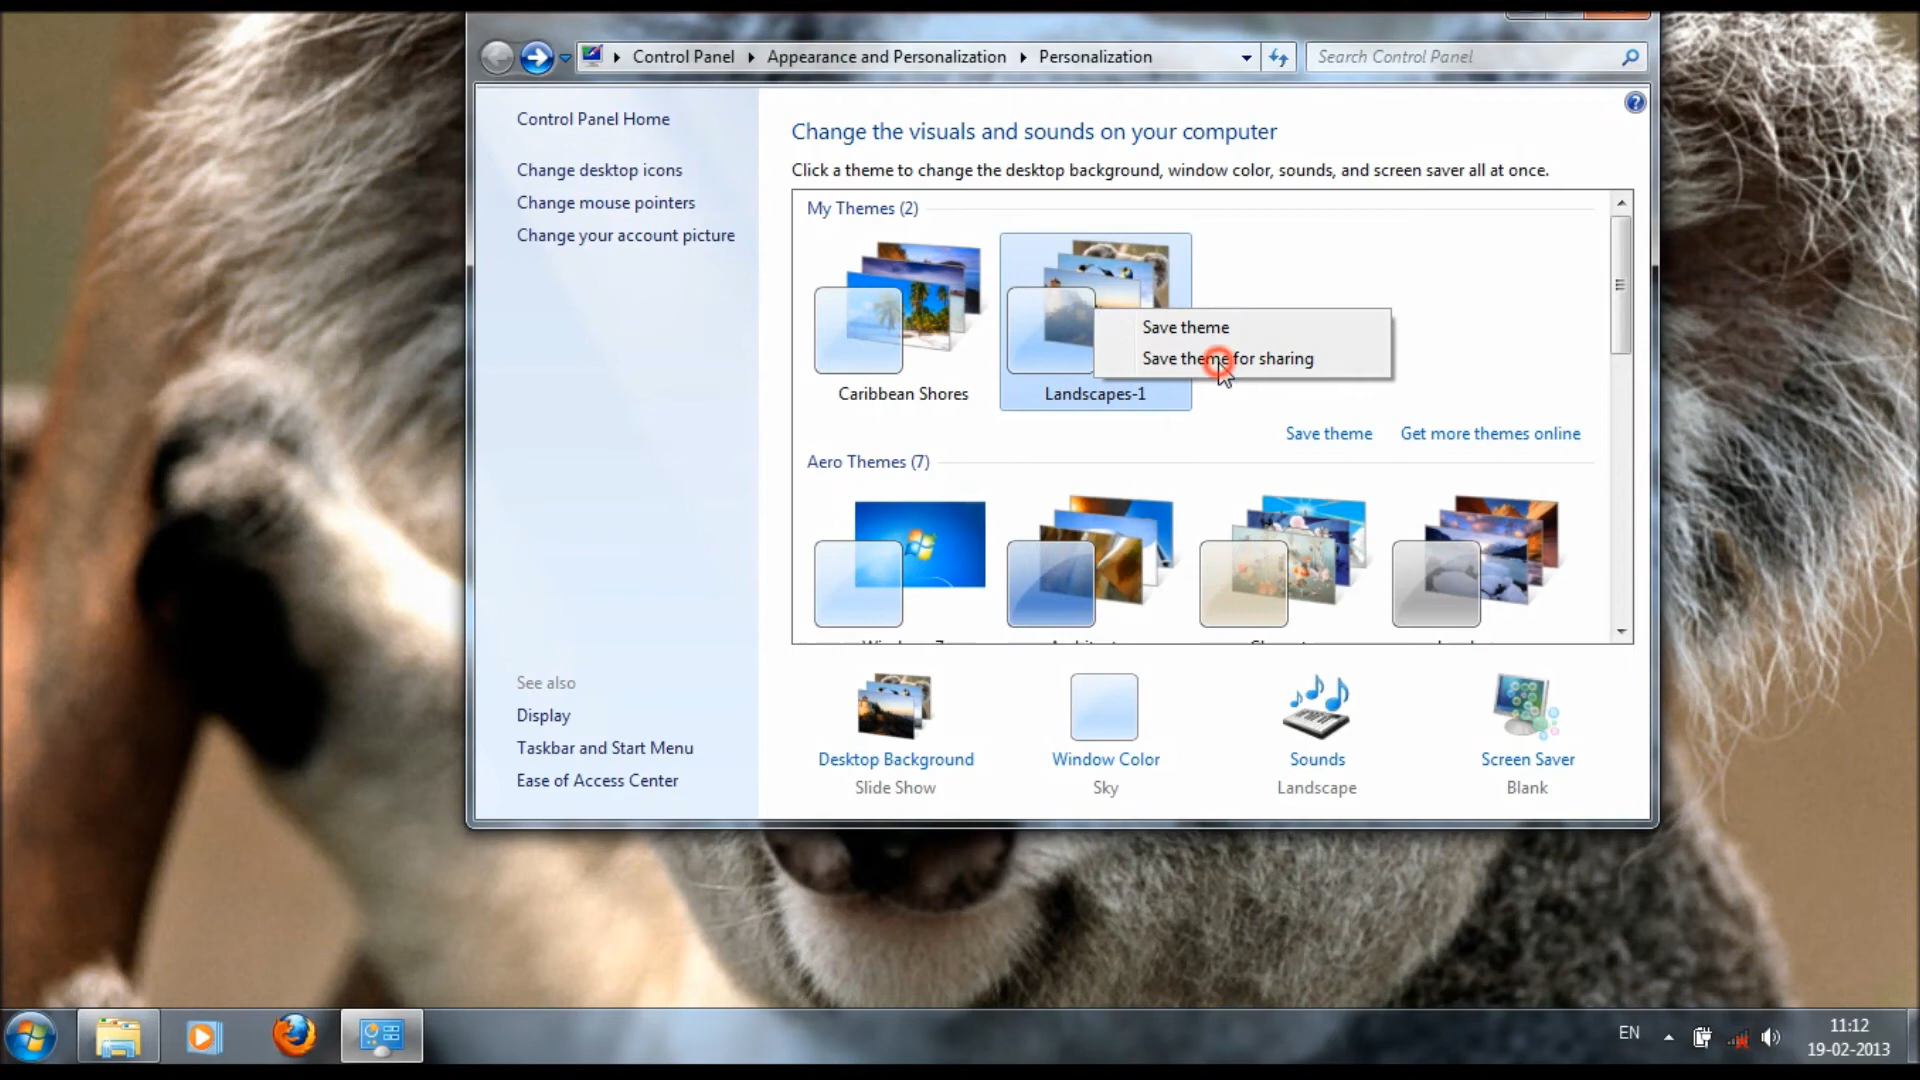 Control Panel
Appearance and Personalization
Personalization
Search Control Panel
Control Panel Home
Change desktop icons
Change mouse pointers
Change your account picture
Change the visuals and sounds on your computer
Click a theme to change the desktop background, window color, sounds, and screen saver all at once.
My Themes (2)
Caribbean Shores
Landscapes-1
Save theme
Save theme for sharing
Save theme
Get more themes online
Aero Themes (7)
Desktop Background
Slide Show
Window Color
Sky
Sounds
Landscape
Screen Saver
Blank
See also
Display
Taskbar and Start Menu
Ease of Access Center
EN
11:12
19-02-2013